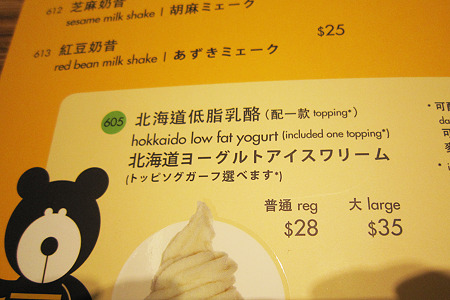 612 芝麻奶昔
sesame milk shake | 胡麻ミェーク
$25
613 紅豆奶昔
red bean milk shake | あずきミェーク
605 北海道低脂乳酪 (配一款 topping*)
hokkaido low fat yogurt (included one topping*)
北海道ヨーグルトアイスワリーム
(トッピソグガーフ選べます*)
普通 reg 大 large
$28 $35